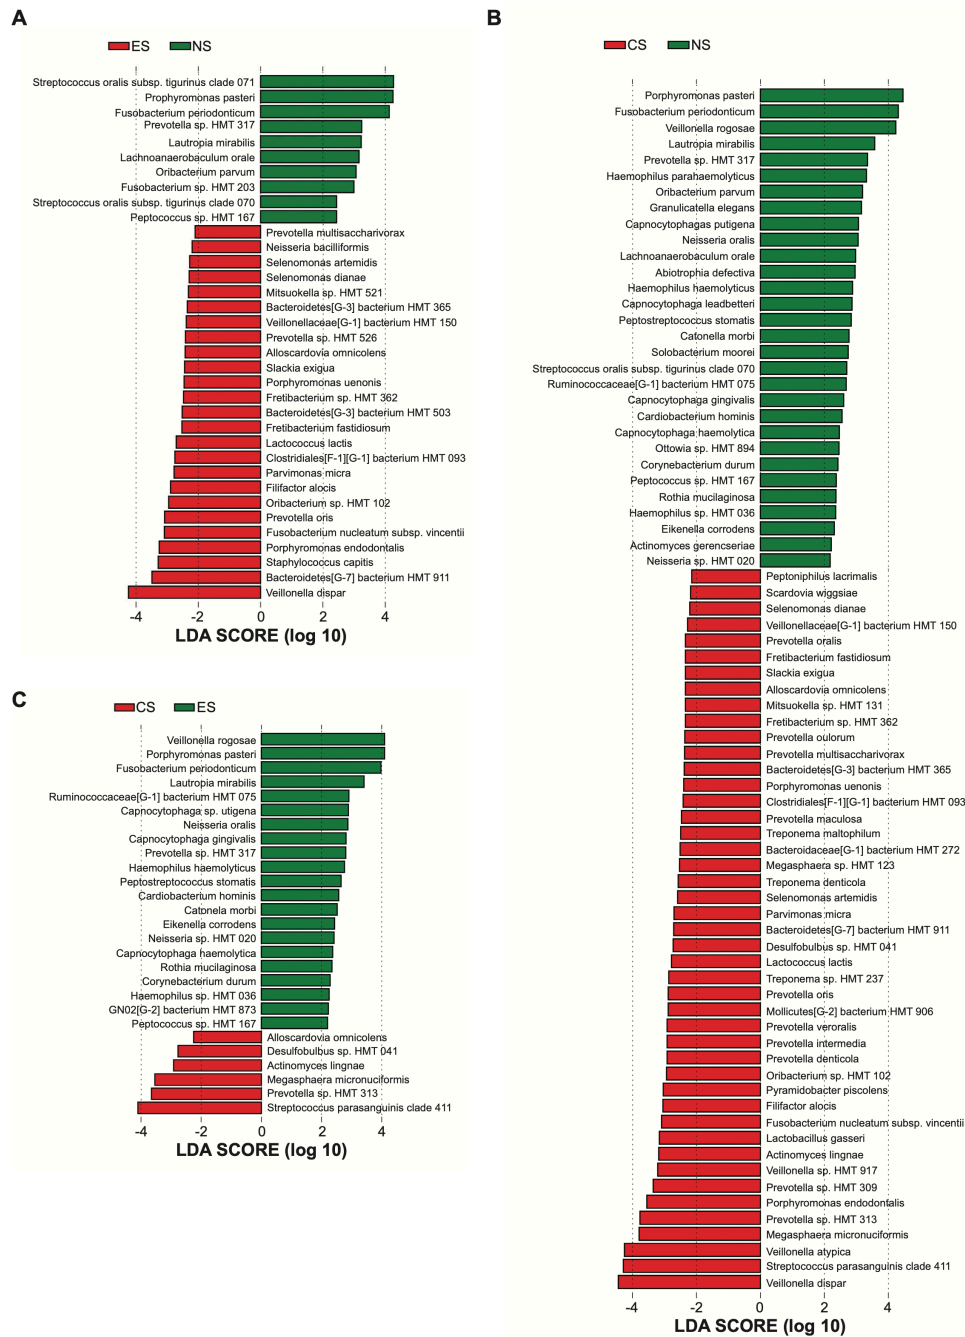 A
ES NS
Streptococcus oralis subsp. tigurinus clade 071
Prophyromonas pasteri
Fusobacterium periodonticum
Prevotella sp. HMT 317
Lautropia mirabilis
Lachnoanaerobaculum orale
Oribacterium parvum
Fusobacterium sp. HMT 203
Streptococcus oralis subsp. tigurinus clade 070
Peptococcus sp. HMT 167
Prevotella multisaccharivorax
Neisseria bacilliformis
Selenomonas artemidis
Selenomonas dianae
Mitsuokella sp. HMT 521
Bacteroidetes[G-3] bacterium HMT 365
Veillonellaceae[G-1] bacterium HMT 150
Prevotella sp. HMT 526
Alloscardovia omnicolens
Slackia exigua
Porphyromonas uenonis
Fretibacterium sp. HMT 362
Bacteroidetes[G-3] bacterium HMT 503
Fretibacterium fastidiosum
Lactococcus lactis
Clostridiales[F-1][G-1] bacterium HMT 093
Parvimonas micra
Filifactor alocis
Oribacterium sp. HMT 102
Prevotella oris
Fusobacterium nucleatum subsp. vincentii
Porphyromonas endodontalis
Staphylococcus capitis
Bacteroidetes[G-7] bacterium HMT 911
Veillonella dispar
-4 -2 0 2 4
LDA SCORE (log 10)
B
CS NS
Porphyromonas pasteri
Fusobacterium periodonticum
Veillonella rogosae
Lautropia mirabilis
Prevotella sp. HMT 317
Haemophilus parahaemolyticus
Oribacterium parvum
Granulicatella elegans
Capnocytophagas putigena
Neisseria oralis
Lachnoanaerobaculum orale
Abiotrophia defectiva
Haemophilus haemolyticus
Capnocytophaga leadbetteri
Peptostreptococcus stomatis
Catonella morbi
Solobacterium moorei
Streptococcus oralis subsp. tigurinus clade 070
Ruminococcaceae[G-1] bacterium HMT 075
Capnocytophaga gingivalis
Cardiobacterium hominis
Capnocytophaga haemolytica
Ottowia sp. HMT 894
Corynebacterium durum
Peptococcus sp. HMT 167
Rothia mucilaginosa
Haemophilus sp. HMT 036
Eikenella corrodens
Actinomyces gerencseriae
Neisseria sp. HMT 020
Peptoniphilus lacrimalis
Scardovia wiggsiae
Selenomonas dianae
Veillonellaceae[G-1] bacterium HMT 150
Prevotella oralis
Fretibacterium fastidiosum
Slackia exigua
Alloscardovia omnicolens
Mitsuokella sp. HMT 131
Fretibacterium sp. HMT 362
Prevotella oulorum
Prevotella multisaccharivorax
Bacteroidetes[G-3] bacterium HMT 365
Porphyromonas uenonis
Clostridiales[F-1][G-1] bacterium HMT 093
Prevotella maculosa
Treponema maltophilum
Bacteroidaceae[G-1] bacterium HMT 272
Megasphaera sp. HMT 123
Treponema denticola
Selenomonas artemidis
Parvimonas micra
Bacteroidetes[G-7] bacterium HMT 911
Desulfobulbus sp. HMT 041
Lactococcus lactis
Treponema sp. HMT 237
Prevotella oris
Mollicutes[G-2] bacterium HMT 906
Prevotella veroralis
Prevotella intermedia
Prevotella denticola
Oribacterium sp. HMT 102
Pyramidobacter piscolens
Filifactor alocis
Fusobacterium nucleatum subsp. vincentii
Lactobacillus gasseri
Actinomyces lingnae
Veillonella sp. HMT 917
Prevotella sp. HMT 309
Porphyromonas endodontalis
Prevotella sp. HMT 313
Megasphaera micronuciformis
Veillonella atypica
Streptococcus parasanguinis clade 411
Veillonella dispar
-4 -2 0 2 4
LDA SCORE (log 10)
C
CS ES
Veillonella rogosae
Porphyromonas pasteri
Fusobacterium periodonticum
Lautropia mirabilis
Ruminococcaceae[G-1] bacterium HMT 075
Capnocytophaga sp. utigena
Neisseria oralis
Capnocytophaga gingivalis
Prevotella sp. HMT 317
Haemophilus haemolyticus
Peptostreptococcus stomatis
Cardiobacterium hominis
Catonela morbi
Eikenella corrodens
Neisseria sp. HMT 020
Capnocytophaga haemolytica
Rothia mucilaginosa
Corynebacterium durum
Haemophilus sp. HMT 036
GN02[G-2] bacterium HMT 873
Peptococcus sp. HMT 167
Alloscardovia omnicolens
Desulfobulbus sp. HMT 041
Actinomyces lingnae
Megasphaera micronuciformis
Prevotella sp. HMT 313
Streptococcus parasanguinis clade 411
-4 -2 0 2 4
LDA SCORE (log 10)